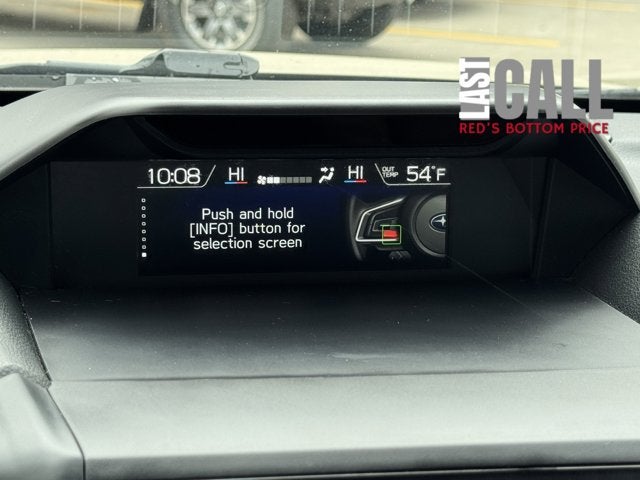 LAST CALL
RED'S BOTTOM PRICE
10:08 HI HI OUT TEMP 54°F
Push and hold
[INFO] button for
selection screen